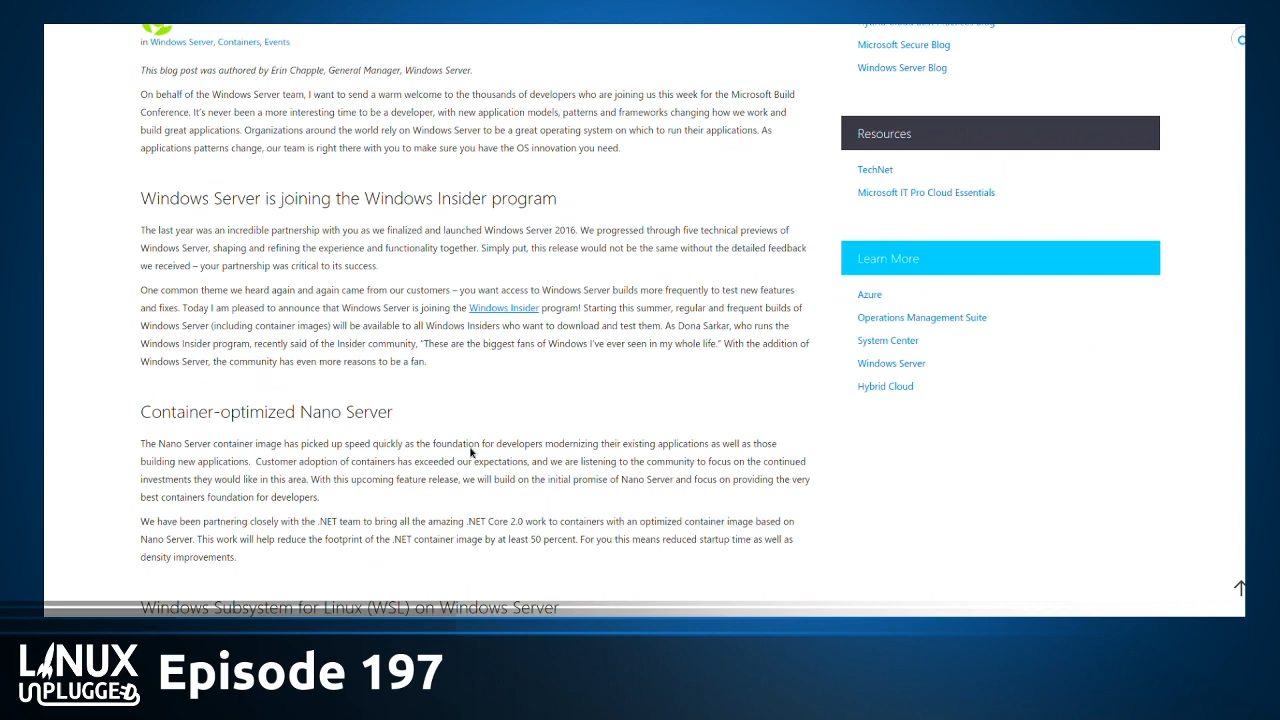 in Windows Server, Containers, Events
This blog post was authored by Erin Chapple, General Manager, Windows Server.
On behalf of the Windows Server team, I want to send a warm welcome to the thousands of developers who are joining us this week for the Microsoft Build
Conference. It's never been a more interesting time to be a developer, with new application models, patterns and frameworks changing how we work and
build great applications. Organizations around the world rely on Windows Server to be a great operating system on which to run their applications. As
applications patterns change, our team is right there with you to make sure you have the OS innovation you need.
Windows Server is joining the Windows Insider program
The last year was an incredible partnership with you as we finalized and launched Windows Server 2016. We progressed through five technical previews of
Windows Server, shaping and refining the experience and functionality together. Simply put, this release would not be the same without the detailed feedback
we received – your partnership was critical to its success.
One common theme we heard again and again came from our customers – you want access to Windows Server builds more frequently to test new features
and fixes. Today I am pleased to announce that Windows Server is joining the Windows Insider program! Starting this summer, regular and frequent builds of
Windows Server (including container images) will be available to all Windows Insiders who want to download and test them. As Dona Sarkar, who runs the
Windows Insider program, recently said of the Insider community, "These are the biggest fans of Windows I've ever seen in my whole life." With the addition of
Windows Server, the community has even more reasons to be a fan.
Container-optimized Nano Server
The Nano Server container image has picked up speed quickly as the foundation for developers modernizing their existing applications as well as those
building new applications. Customer adoption of containers has exceeded our expectations, and we are listening to the community to focus on the continued
investments they would like in this area. With this upcoming feature release, we will build on the initial promise of Nano Server and focus on providing the very
best containers foundation for developers.
We have been partnering closely with the .NET team to bring all the amazing .NET Core 2.0 work to containers with an optimized container image based on
Nano Server. This work will help reduce the footprint of the .NET container image by at least 50 percent. For you this means reduced startup time as well as
density improvements.
Windows Subsystem for Linux (WSL) on Windows Server
Hybrid Cloud Best Practices Blog
Microsoft Secure Blog
Windows Server Blog
Resources
TechNet
Microsoft IT Pro Cloud Essentials
Learn More
Azure
Operations Management Suite
System Center
Windows Server
Hybrid Cloud
LINUX
UNPLUGGED
Episode 197